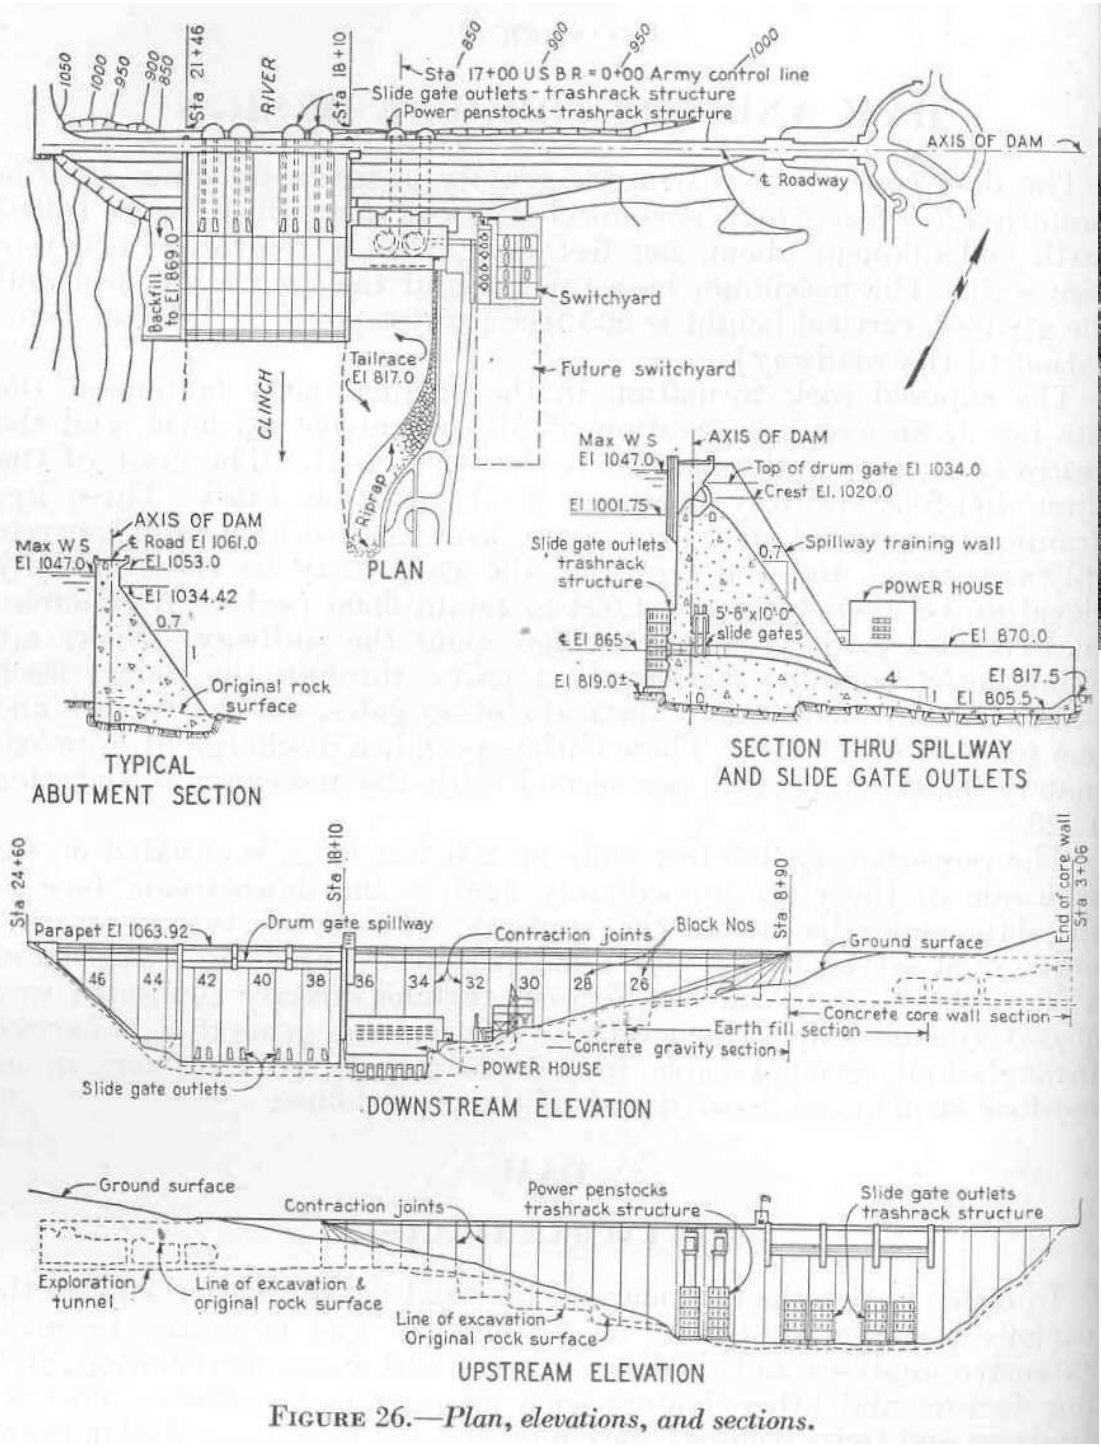 1050
1000
950
900
850
Sta 21+46
RIVER
Sta 18+10
850
900
950
1000
Sta 17+00 U S B R = 0+00 Army control line
Slide gate outlets-trashrack structure
Power penstocks-trashrack structure
AXIS OF DAM
℄ Roadway
Backfill
to El 869.0
Switchyard
Tailrace
El 817.0
Future switchyard
CLINCH
Riprap
PLAN
AXIS OF DAM
℄ Road El 1061.0
Max W S
El 1047.0
El 1053.0
El 1034.42
0.7
1
Original rock
surface
TYPICAL
ABUTMENT SECTION
Max W S
El 1047.0
AXIS OF DAM
Top of drum gate El 1034.0
Crest El. 1020.0
El 1001.75
Slide gate outlets
trashrack
structure
0.7
1
Spillway training wall
POWER HOUSE
5'-8"x10'-0"
slide gates
℄ El 865
El 870.0
El 819.0±
4
1
El 817.5
El 805.5
SECTION THRU SPILLWAY
AND SLIDE GATE OUTLETS
Sta 24+60
Sta 18+10
Sta 8+90
End of core wall
Sta 3+06
Parapet El 1063.92
Drum gate spillway
Contraction joints
Block Nos
Ground surface
46 44 42 40 38 36 34 32 30 28 26
Concrete core wall section
Earth fill section
Concrete gravity section
Slide gate outlets
POWER HOUSE
DOWNSTREAM ELEVATION
Ground surface
Contraction joints
Power penstocks
trashrack structure
Slide gate outlets
trashrack structure
Exploration
tunnel
Line of excavation &
original rock surface
Line of excavation
Original rock surface
UPSTREAM ELEVATION
FIGURE 26.—Plan, elevations, and sections.